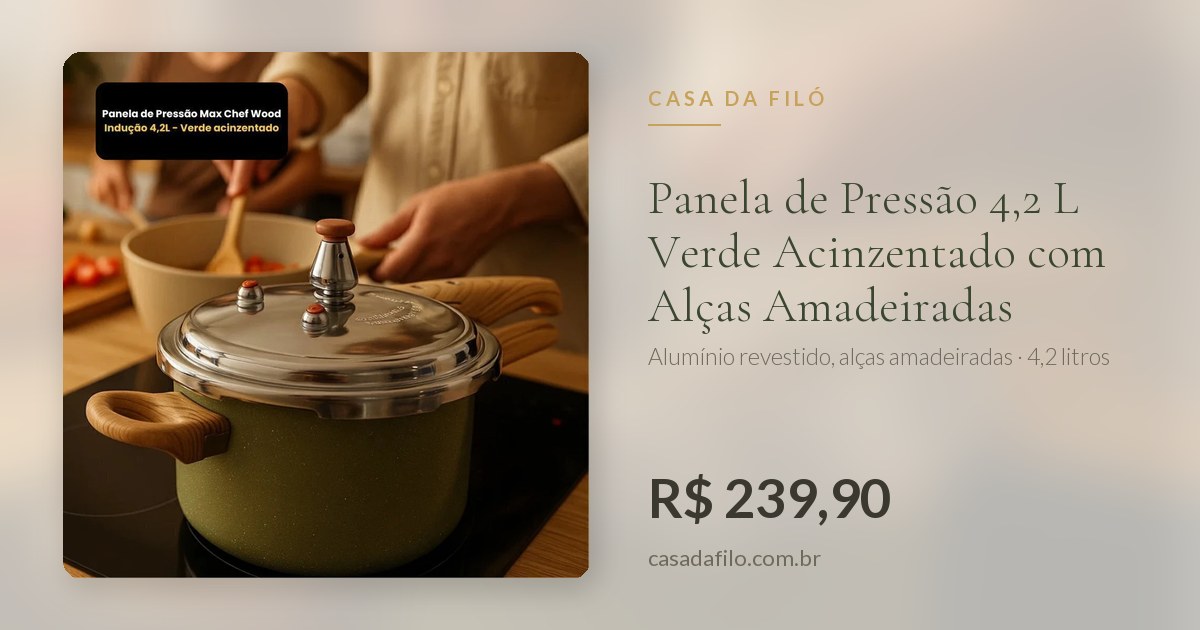 Panela de Pressão Max Chef Wood
Indução 4,2L - Verde acinzentado
CASA DA FILÓ
Panela de Pressão 4,2 L
Verde Acinzentado com
Alças Amadeiradas
Alumínio revestido, alças amadeiradas · 4,2 litros
R$ 239,90
casadafilo.com.br